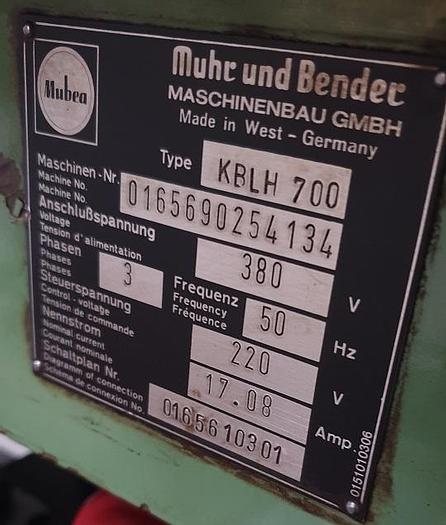 Mubea
Muhr und Bender
MASCHINENBAU GMBH
Made in West - Germany
Type KBLH 700
Maschinen-Nr. 0165690254134
Machine No.
Machine No.
Anschlußspannung 380 V
Voltage
Tension d'alimentation
Phasen 3 Frequenz 50 Hz
Phases Frequency
Phases Fréquence
Steuerspannung 220 V
Control - voltage
Tension de commande
Nennstrom 17.08 Amp.
Nominal current
Courant nominale
Schaltplan Nr. 0165610301
Diagramm of connection
Schéma de connexion No.
0151010306